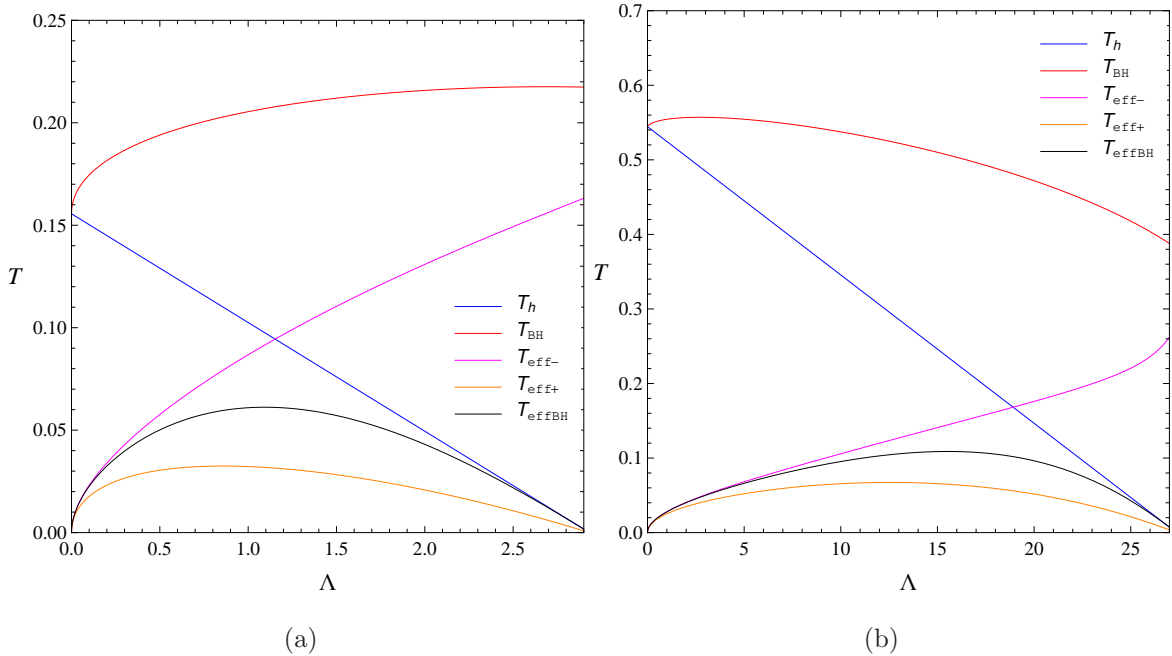 0.25
0.20
0.15
0.10
0.05
0.00
T
0.0 0.5 1.0 1.5 2.0 2.5
Λ
T_h
T_BH
T_eff−
T_eff+
T_effBH
(a)
0.7
0.6
0.5
0.4
0.3
0.2
0.1
0.0
T
0 5 10 15 20 25
Λ
T_h
T_BH
T_eff−
T_eff+
T_effBH
(b)